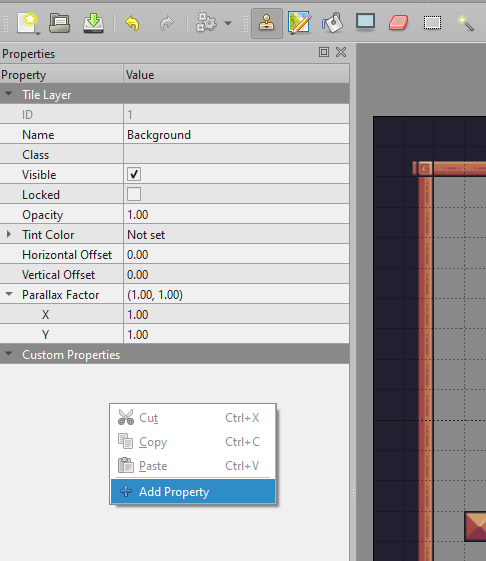 Properties
Property Value
Tile Layer
ID 1
Name Background
Class
Visible
Locked
Opacity 1.00
Tint Color Not set
Horizontal Offset 0.00
Vertical Offset 0.00
Parallax Factor (1.00, 1.00)
X 1.00
Y 1.00
Custom Properties
Cut Ctrl+X
Copy Ctrl+C
Paste Ctrl+V
Add Property